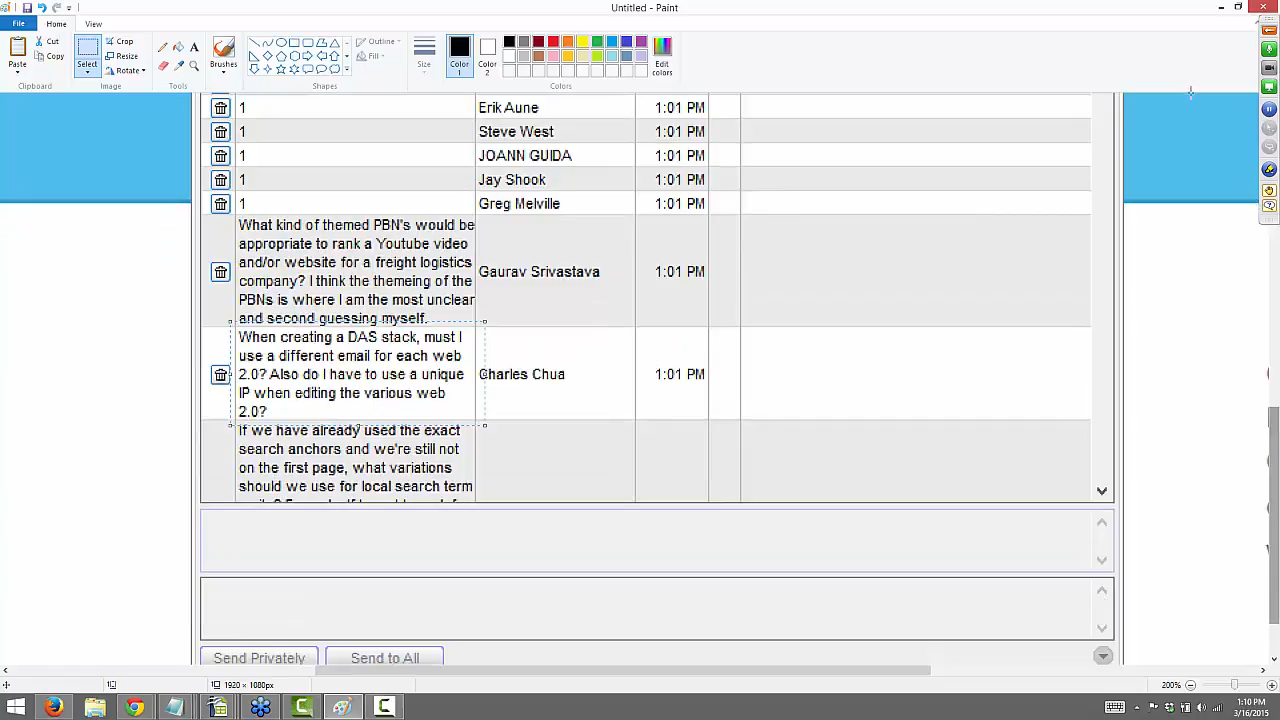 Untitled - Paint
File Home View
Paste
Cut
Copy
Clipboard
Select
Crop
Resize
Rotate
Image
Tools
Brushes
Shapes
Outline
Fill
Size
Color 1
Color 2
Edit colors
Colors
1 Erik Aune 1:01 PM
1 Steve West 1:01 PM
1 JOANN GUIDA 1:01 PM
1 Jay Shook 1:01 PM
1 Greg Melville 1:01 PM
What kind of themed PBN's would be
appropriate to rank a Youtube video
and/or website for a freight logistics
company? I think the themeing of the
PBNs is where I am the most unclear
and second guessing myself.
Gaurav Srivastava 1:01 PM
When creating a DAS stack, must I
use a different email for each web
2.0? Also do I have to use a unique
IP when editing the various web
2.0?
Charles Chua 1:01 PM
If we have already used the exact
search anchors and we're still not
on the first page, what variations
should we use for local search term
Send Privately Send to All
1920 × 1080px
200%
1:10 PM
3/16/2015